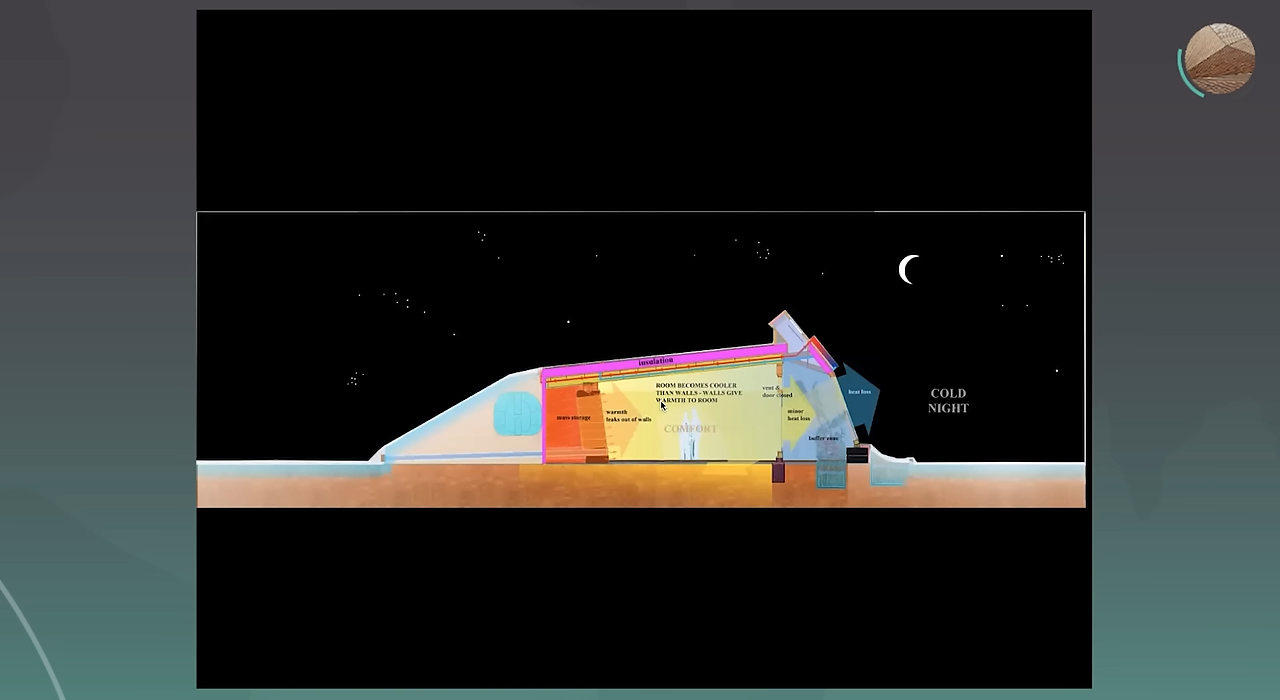 insulation
ROOM BECOMES COOLER
THAN WALLS - WALLS GIVE
WARMTH TO ROOM
vent &
door closed
heat loss
COLD
NIGHT
mass storage
warmth
leaks out of walls
minor
heat loss
COMFORT
buffer zone